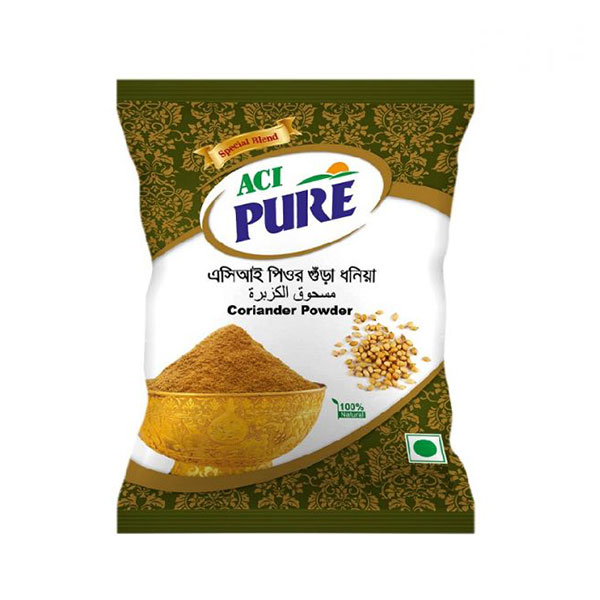 Special Blend
ACI
PURE
এসিআই পিওর গুঁড়া ধনিয়া
مسحوق الكزبرة
Coriander Powder
100%
Natural